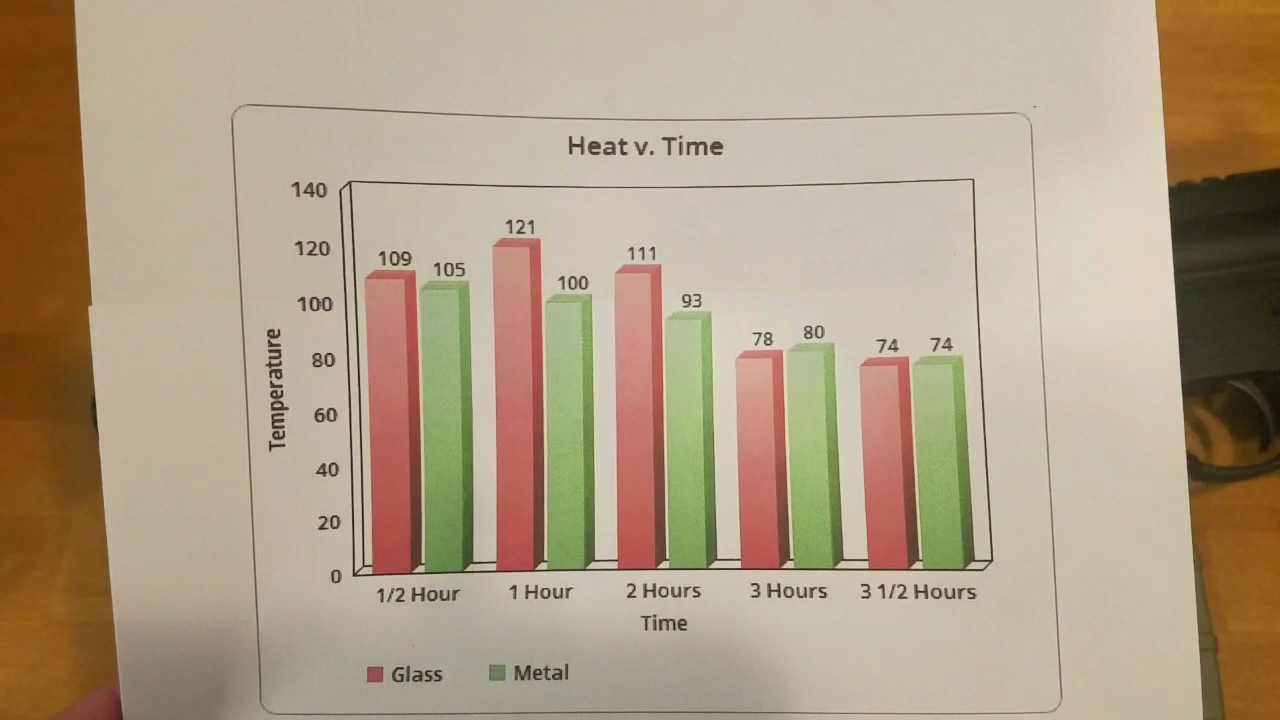 Heat v. Time
140
120
100
80
60
40
20
0
Temperature
109
105
121
100
111
93
78
80
74
74
1/2 Hour
1 Hour
2 Hours
3 Hours
3 1/2 Hours
Time
Glass
Metal